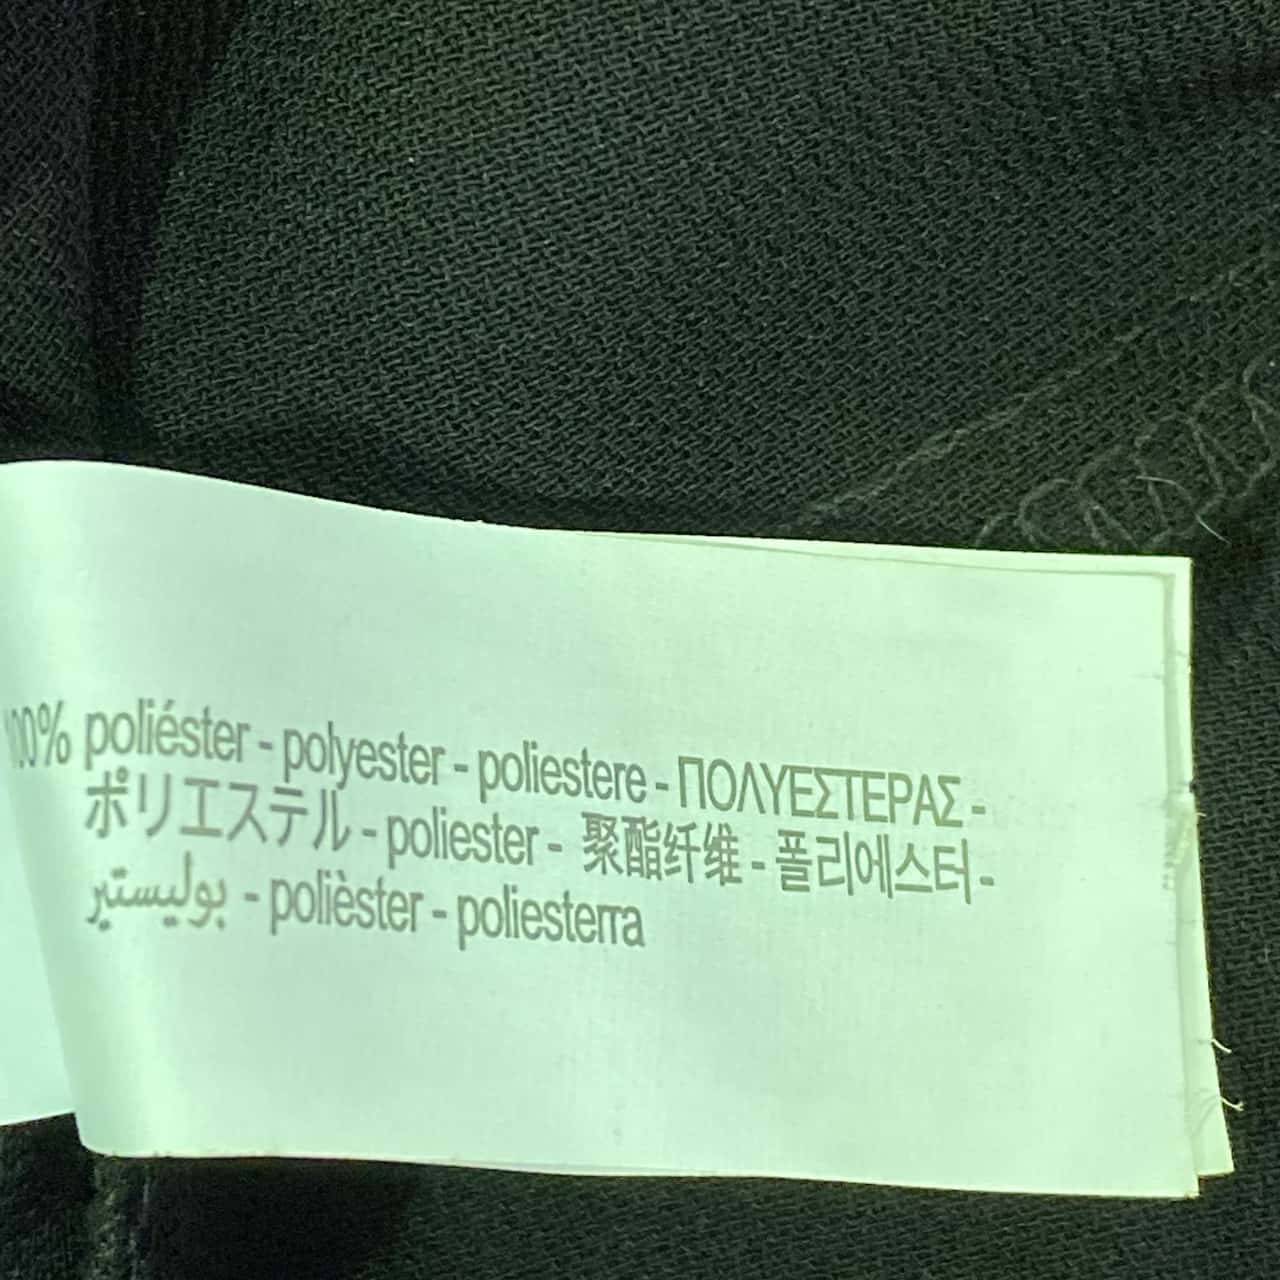 100% poliéster - polyester - poliestere - ΠΟΛΥΕΣΤΕΡΑΣ -
ポリエステル - poliester - 聚酯纤维 - 폴리에스터 -
بوليستير - polièster - poliesterra